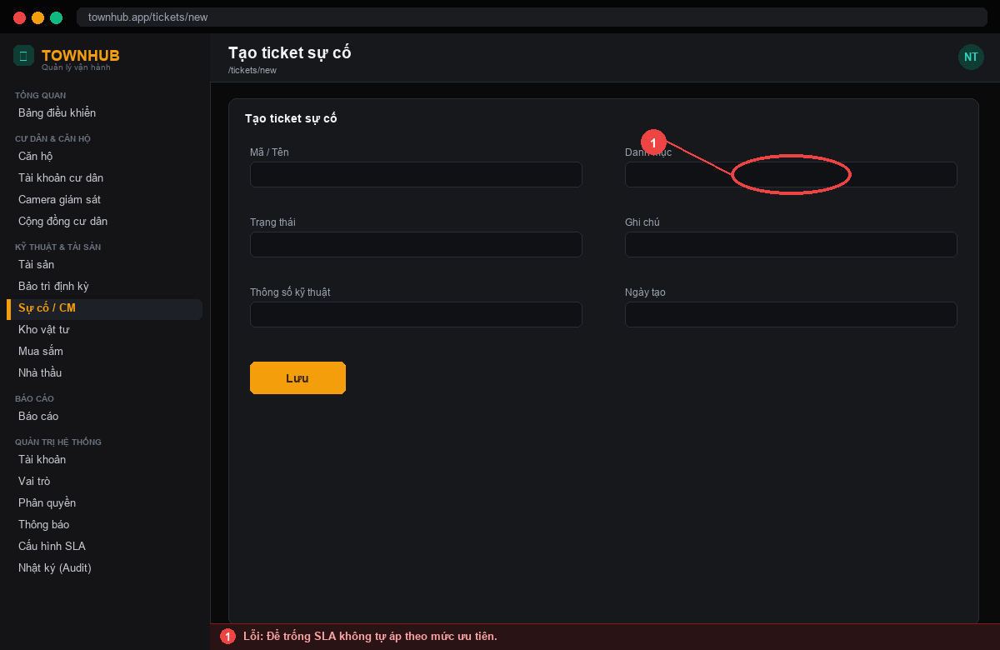 townhub.app/tickets/new
TOWNHUB
Quản lý vận hành
TỔNG QUAN
Bảng điều khiển
CƯ DÂN & CĂN HỘ
Căn hộ
Tài khoản cư dân
Camera giám sát
Cộng đồng cư dân
KỸ THUẬT & TÀI SẢN
Tài sản
Bảo trì định kỳ
Sự cố / CM
Kho vật tư
Mua sắm
Nhà thầu
BÁO CÁO
Báo cáo
QUẢN TRỊ HỆ THỐNG
Tài khoản
Vai trò
Phân quyền
Thông báo
Cấu hình SLA
Nhật ký (Audit)
Tạo ticket sự cố
/tickets/new
NT
Tạo ticket sự cố
Mã / Tên
Danh mục
1
Trạng thái
Ghi chú
Thông số kỹ thuật
Ngày tạo
Lưu
1 Lỗi: Để trống SLA không tự áp theo mức ưu tiên.